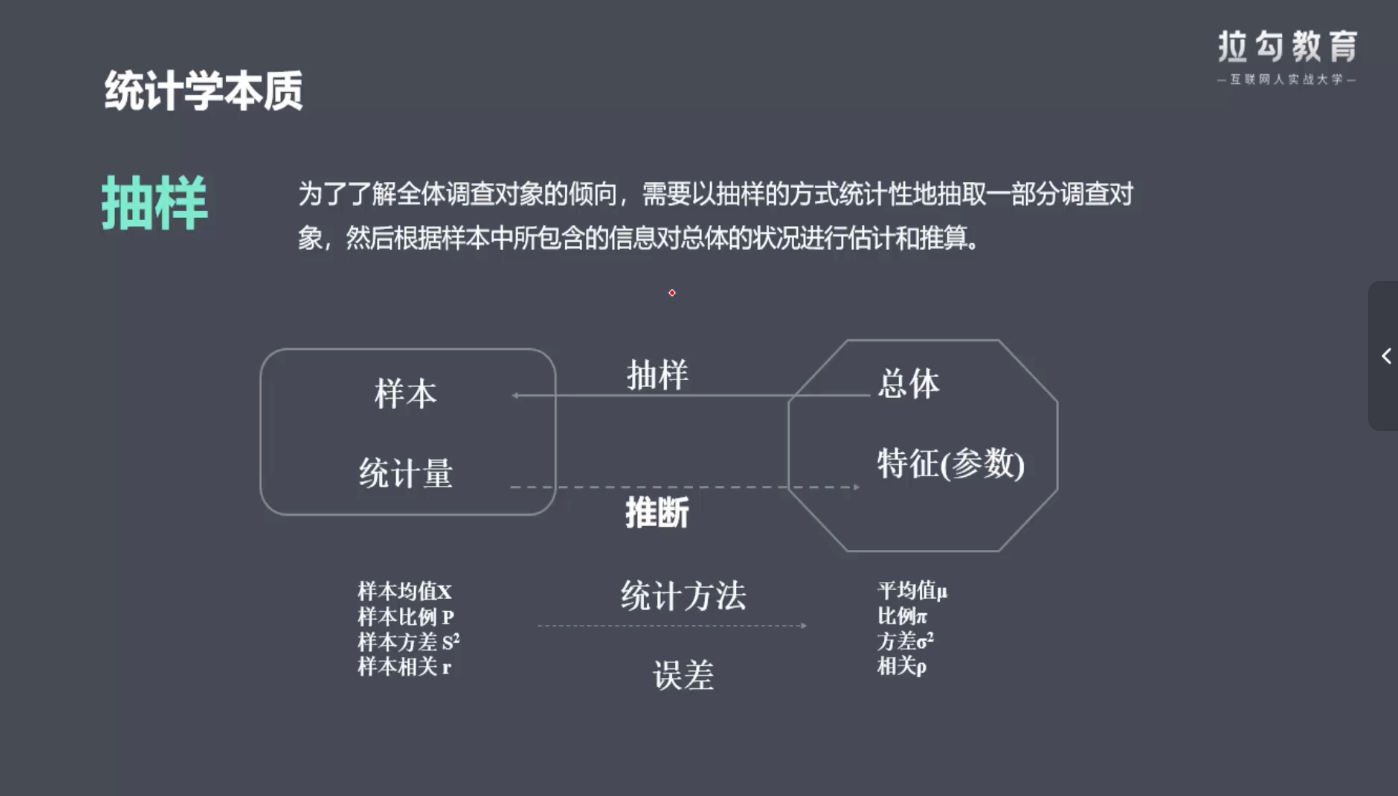 拉勾教育
—互联网人实战大学—
统计学本质
抽样
为了了解全体调查对象的倾向，需要以抽样的方式统计性地抽取一部分调查对
象，然后根据样本中所包含的信息对总体的状况进行估计和推算。
样本
抽样
总体
统计量
特征(参数)
推断
样本均值X
样本比例 P
样本方差 S²
样本相关 r
统计方法
误差
平均值μ
比例π
方差σ²
相关ρ